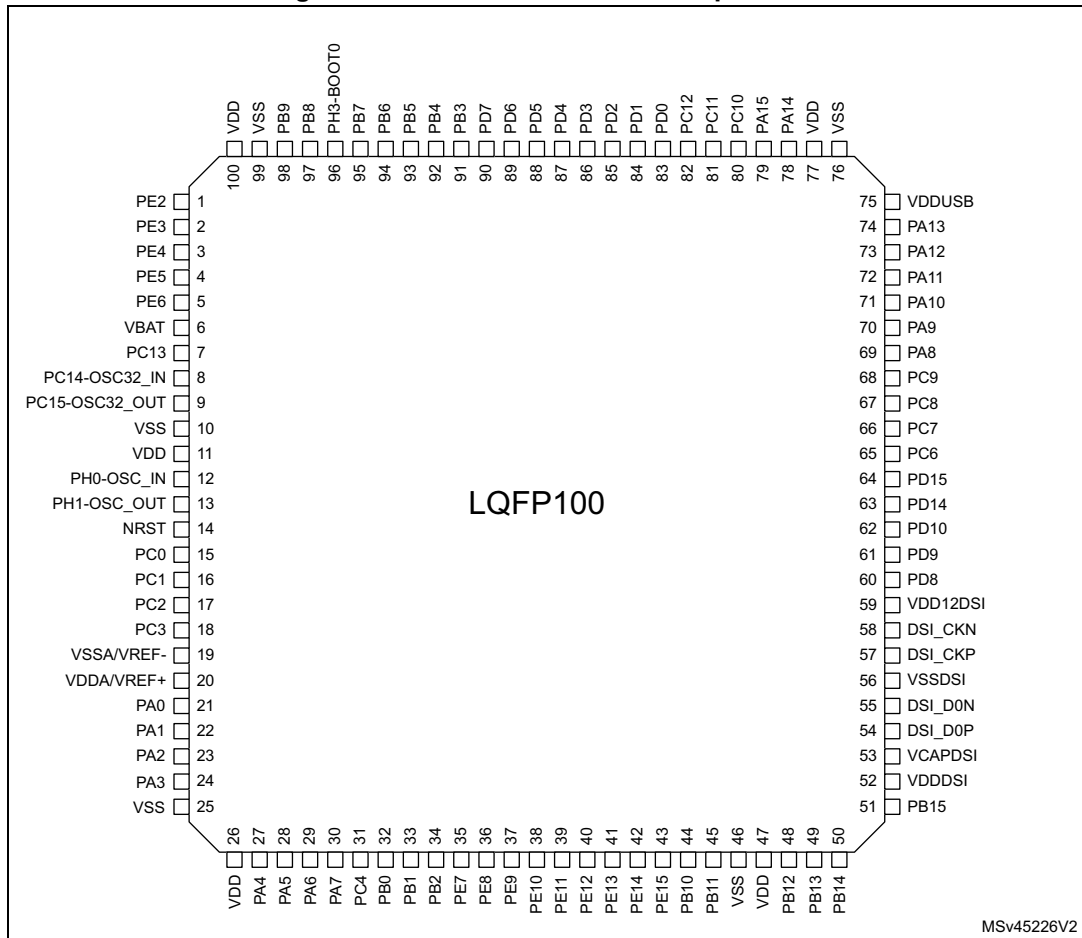 VDD
VSS
PB9
PB8
PH3-BOOT0
PB7
PB6
PB5
PB4
PB3
PD7
PD6
PD5
PD4
PD3
PD2
PD1
PD0
PC12
PC11
PC10
PA15
PA14
VDD
VSS
100 99 98 97 96 95 94 93 92 91 90 89 88 87 86 85 84 83 82 81 80 79 78 77 76
PE2 1
PE3 2
PE4 3
PE5 4
PE6 5
VBAT 6
PC13 7
PC14-OSC32_IN 8
PC15-OSC32_OUT 9
VSS 10
VDD 11
PH0-OSC_IN 12
PH1-OSC_OUT 13
NRST 14
PC0 15
PC1 16
PC2 17
PC3 18
VSSA/VREF- 19
VDDA/VREF+ 20
PA0 21
PA1 22
PA2 23
PA3 24
VSS 25
LQFP100
75 VDDUSB
74 PA13
73 PA12
72 PA11
71 PA10
70 PA9
69 PA8
68 PC9
67 PC8
66 PC7
65 PC6
64 PD15
63 PD14
62 PD10
61 PD9
60 PD8
59 VDD12DSI
58 DSI_CKN
57 DSI_CKP
56 VSSDSI
55 DSI_D0N
54 DSI_D0P
53 VCAPDSI
52 VDDDSI
51 PB15
26 27 28 29 30 31 32 33 34 35 36 37 38 39 40 41 42 43 44 45 46 47 48 49 50
VDD
PA4
PA5
PA6
PA7
PC4
PB0
PB1
PB2
PE7
PE8
PE9
PE10
PE11
PE12
PE13
PE14
PE15
PB10
PB11
VSS
VDD
PB12
PB13
PB14
MSv45226V2